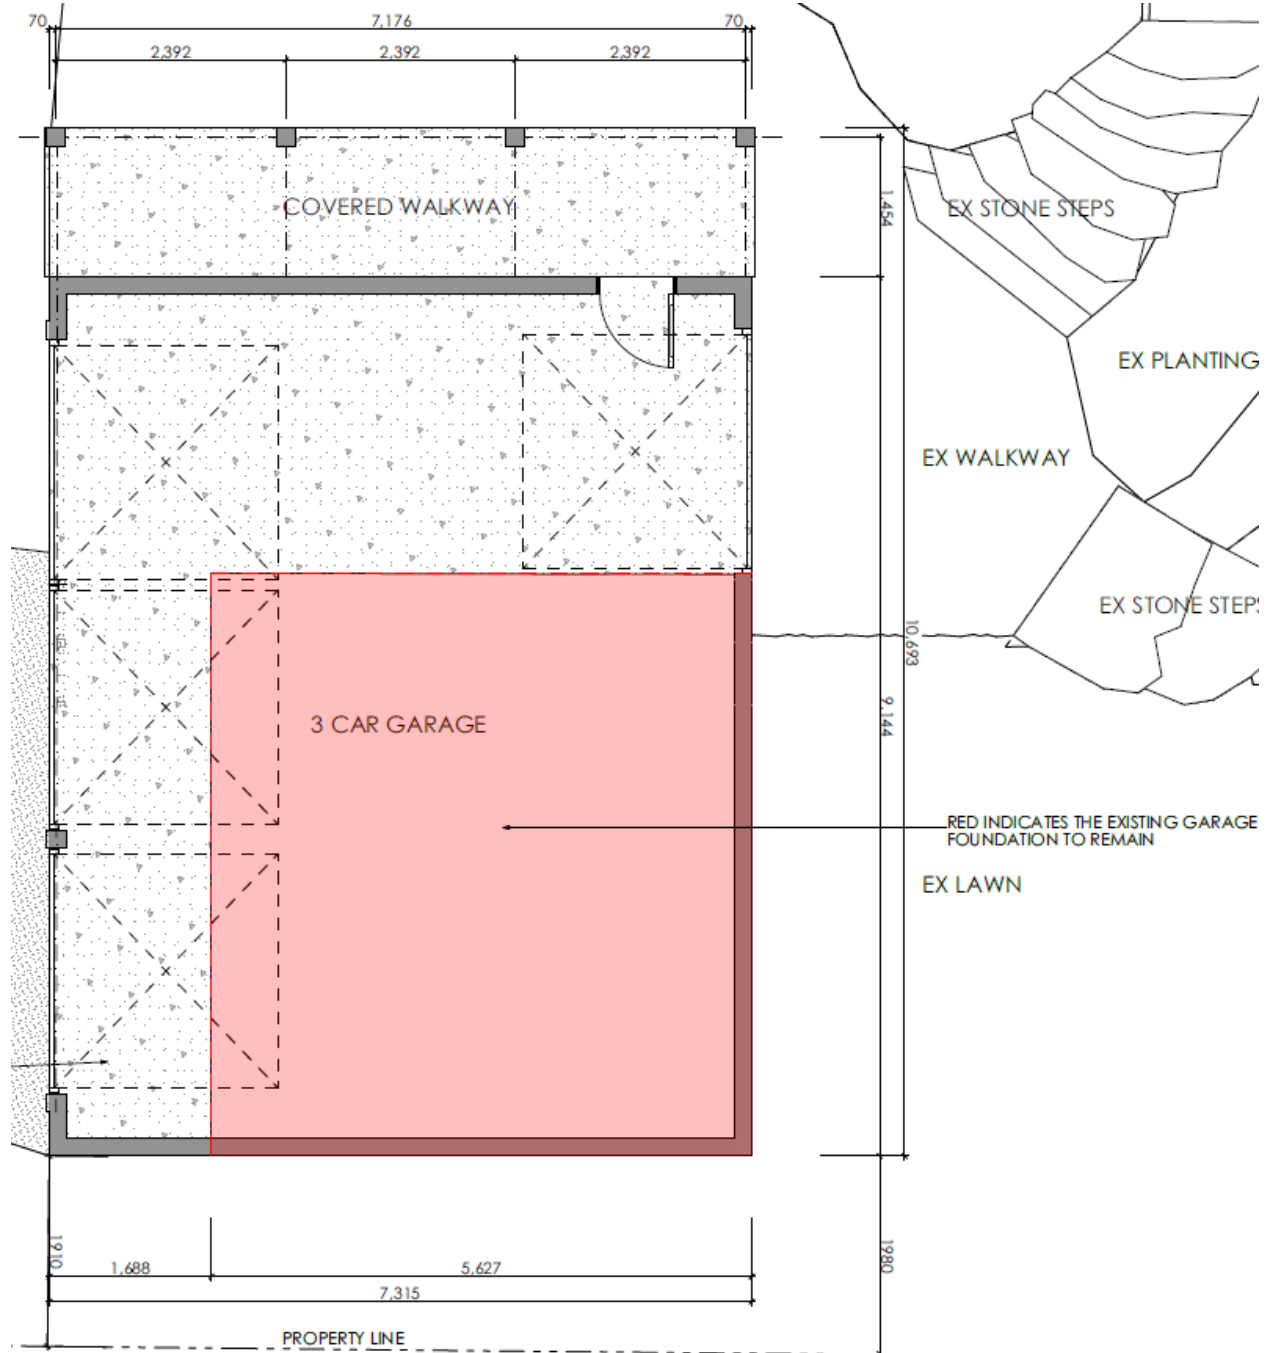 70 7,176 70
2,392 2,392 2,392
COVERED WALKWAY
1,454
EX STONE STEPS
EX PLANTING
EX WALKWAY
EX STONE STEPS
10,693
9,144
3 CAR GARAGE
RED INDICATES THE EXISTING GARAGE
FOUNDATION TO REMAIN
EX LAWN
1910
1980
1,688 5,627
7,315
PROPERTY LINE